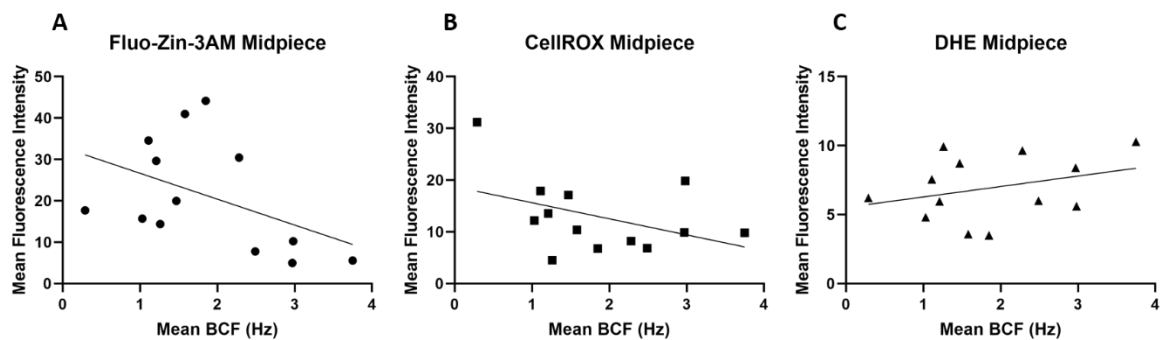 A
Fluo-Zin-3AM Midpiece
Mean Fluorescence Intensity
50
40
30
20
10
0
0 1 2 3 4
Mean BCF (Hz)
B
CellROX Midpiece
Mean Fluorescence Intensity
40
30
20
10
0
0 1 2 3 4
Mean BCF (Hz)
C
DHE Midpiece
Mean Fluorescence Intensity
15
10
5
0
0 1 2 3 4
Mean BCF (Hz)